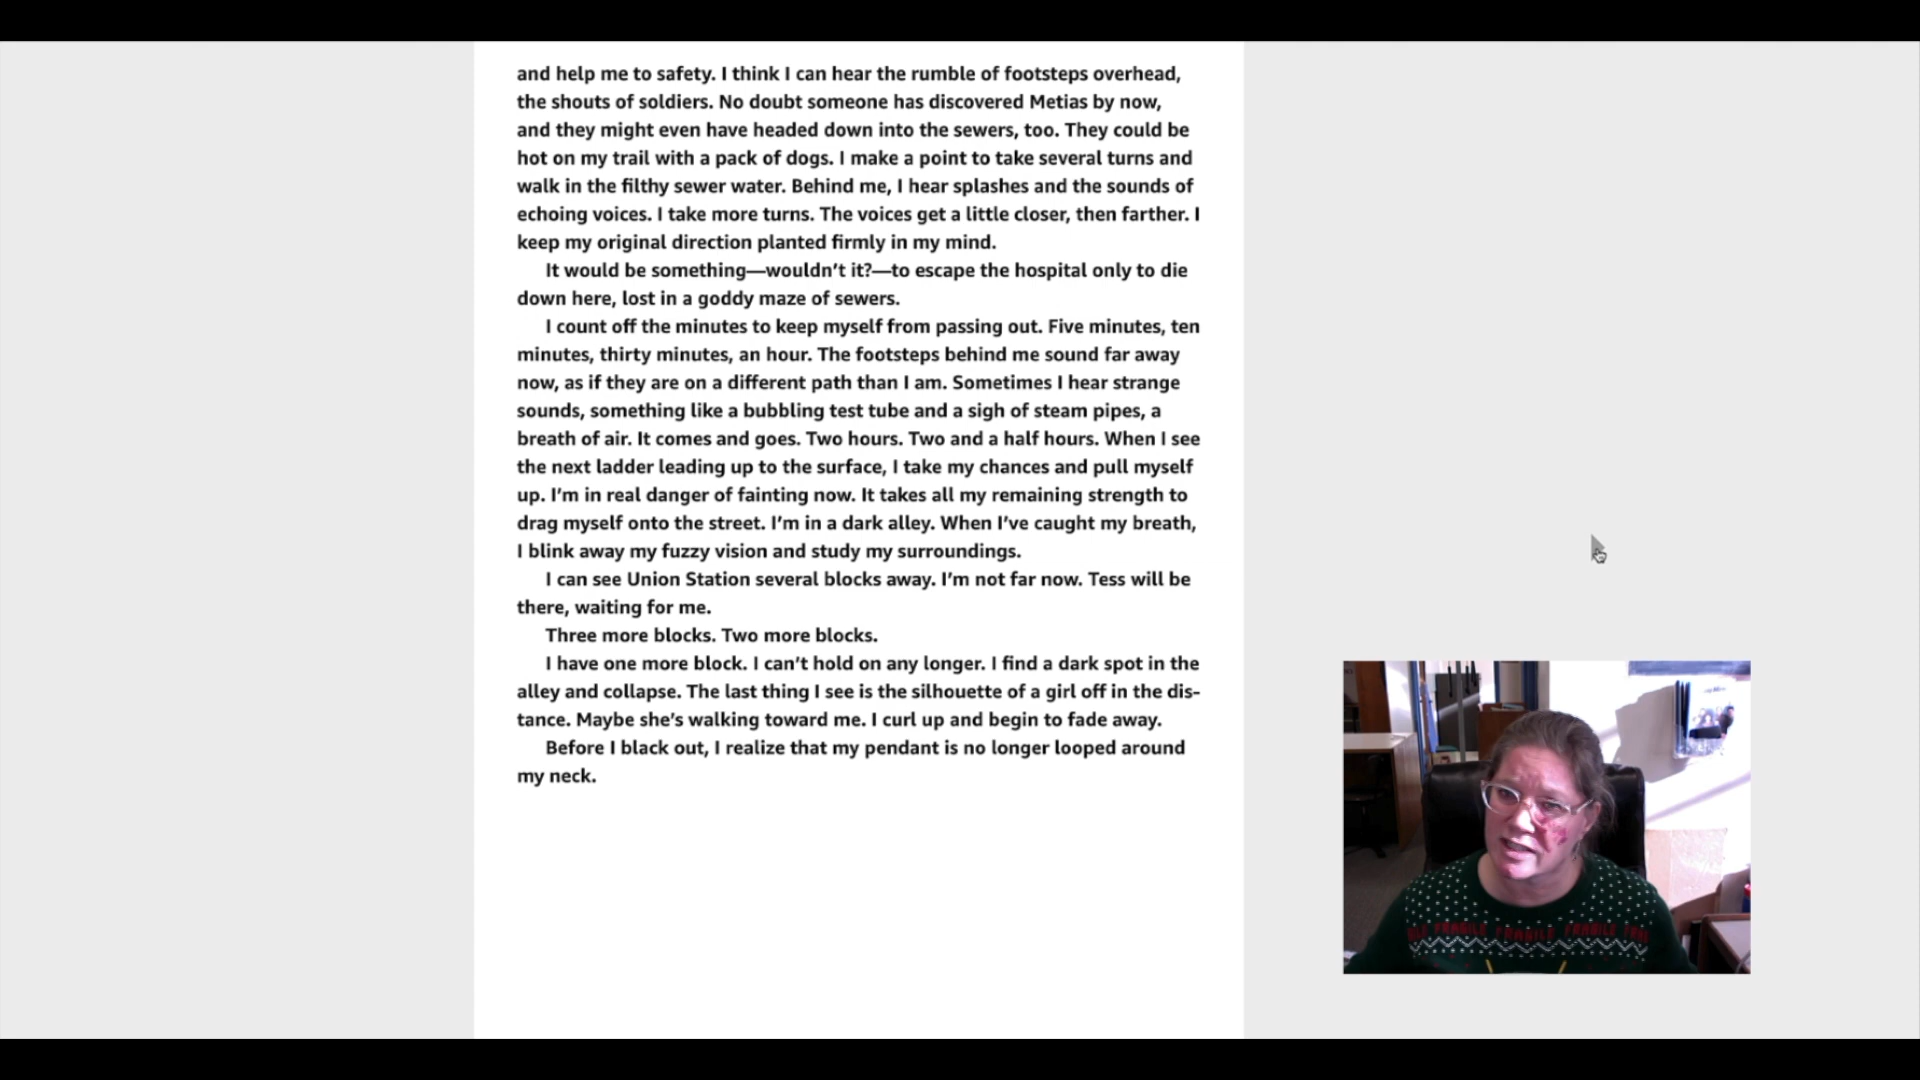 and help me to safety. I think I can hear the rumble of footsteps overhead,
the shouts of soldiers. No doubt someone has discovered Metias by now,
and they might even have headed down into the sewers, too. They could be
hot on my trail with a pack of dogs. I make a point to take several turns and
walk in the filthy sewer water. Behind me, I hear splashes and the sounds of
echoing voices. I take more turns. The voices get a little closer, then farther. I
keep my original direction planted firmly in my mind.
It would be something—wouldn’t it?—to escape the hospital only to die
down here, lost in a goddy maze of sewers.
I count off the minutes to keep myself from passing out. Five minutes, ten
minutes, thirty minutes, an hour. The footsteps behind me sound far away
now, as if they are on a different path than I am. Sometimes I hear strange
sounds, something like a bubbling test tube and a sigh of steam pipes, a
breath of air. It comes and goes. Two hours. Two and a half hours. When I see
the next ladder leading up to the surface, I take my chances and pull myself
up. I’m in real danger of fainting now. It takes all my remaining strength to
drag myself onto the street. I’m in a dark alley. When I’ve caught my breath,
I blink away my fuzzy vision and study my surroundings.
I can see Union Station several blocks away. I’m not far now. Tess will be
there, waiting for me.
Three more blocks. Two more blocks.
I have one more block. I can’t hold on any longer. I find a dark spot in the
alley and collapse. The last thing I see is the silhouette of a girl off in the dis-
tance. Maybe she’s walking toward me. I curl up and begin to fade away.
Before I black out, I realize that my pendant is no longer looped around
my neck.
FRAGILE FRAGILE FRAGILE